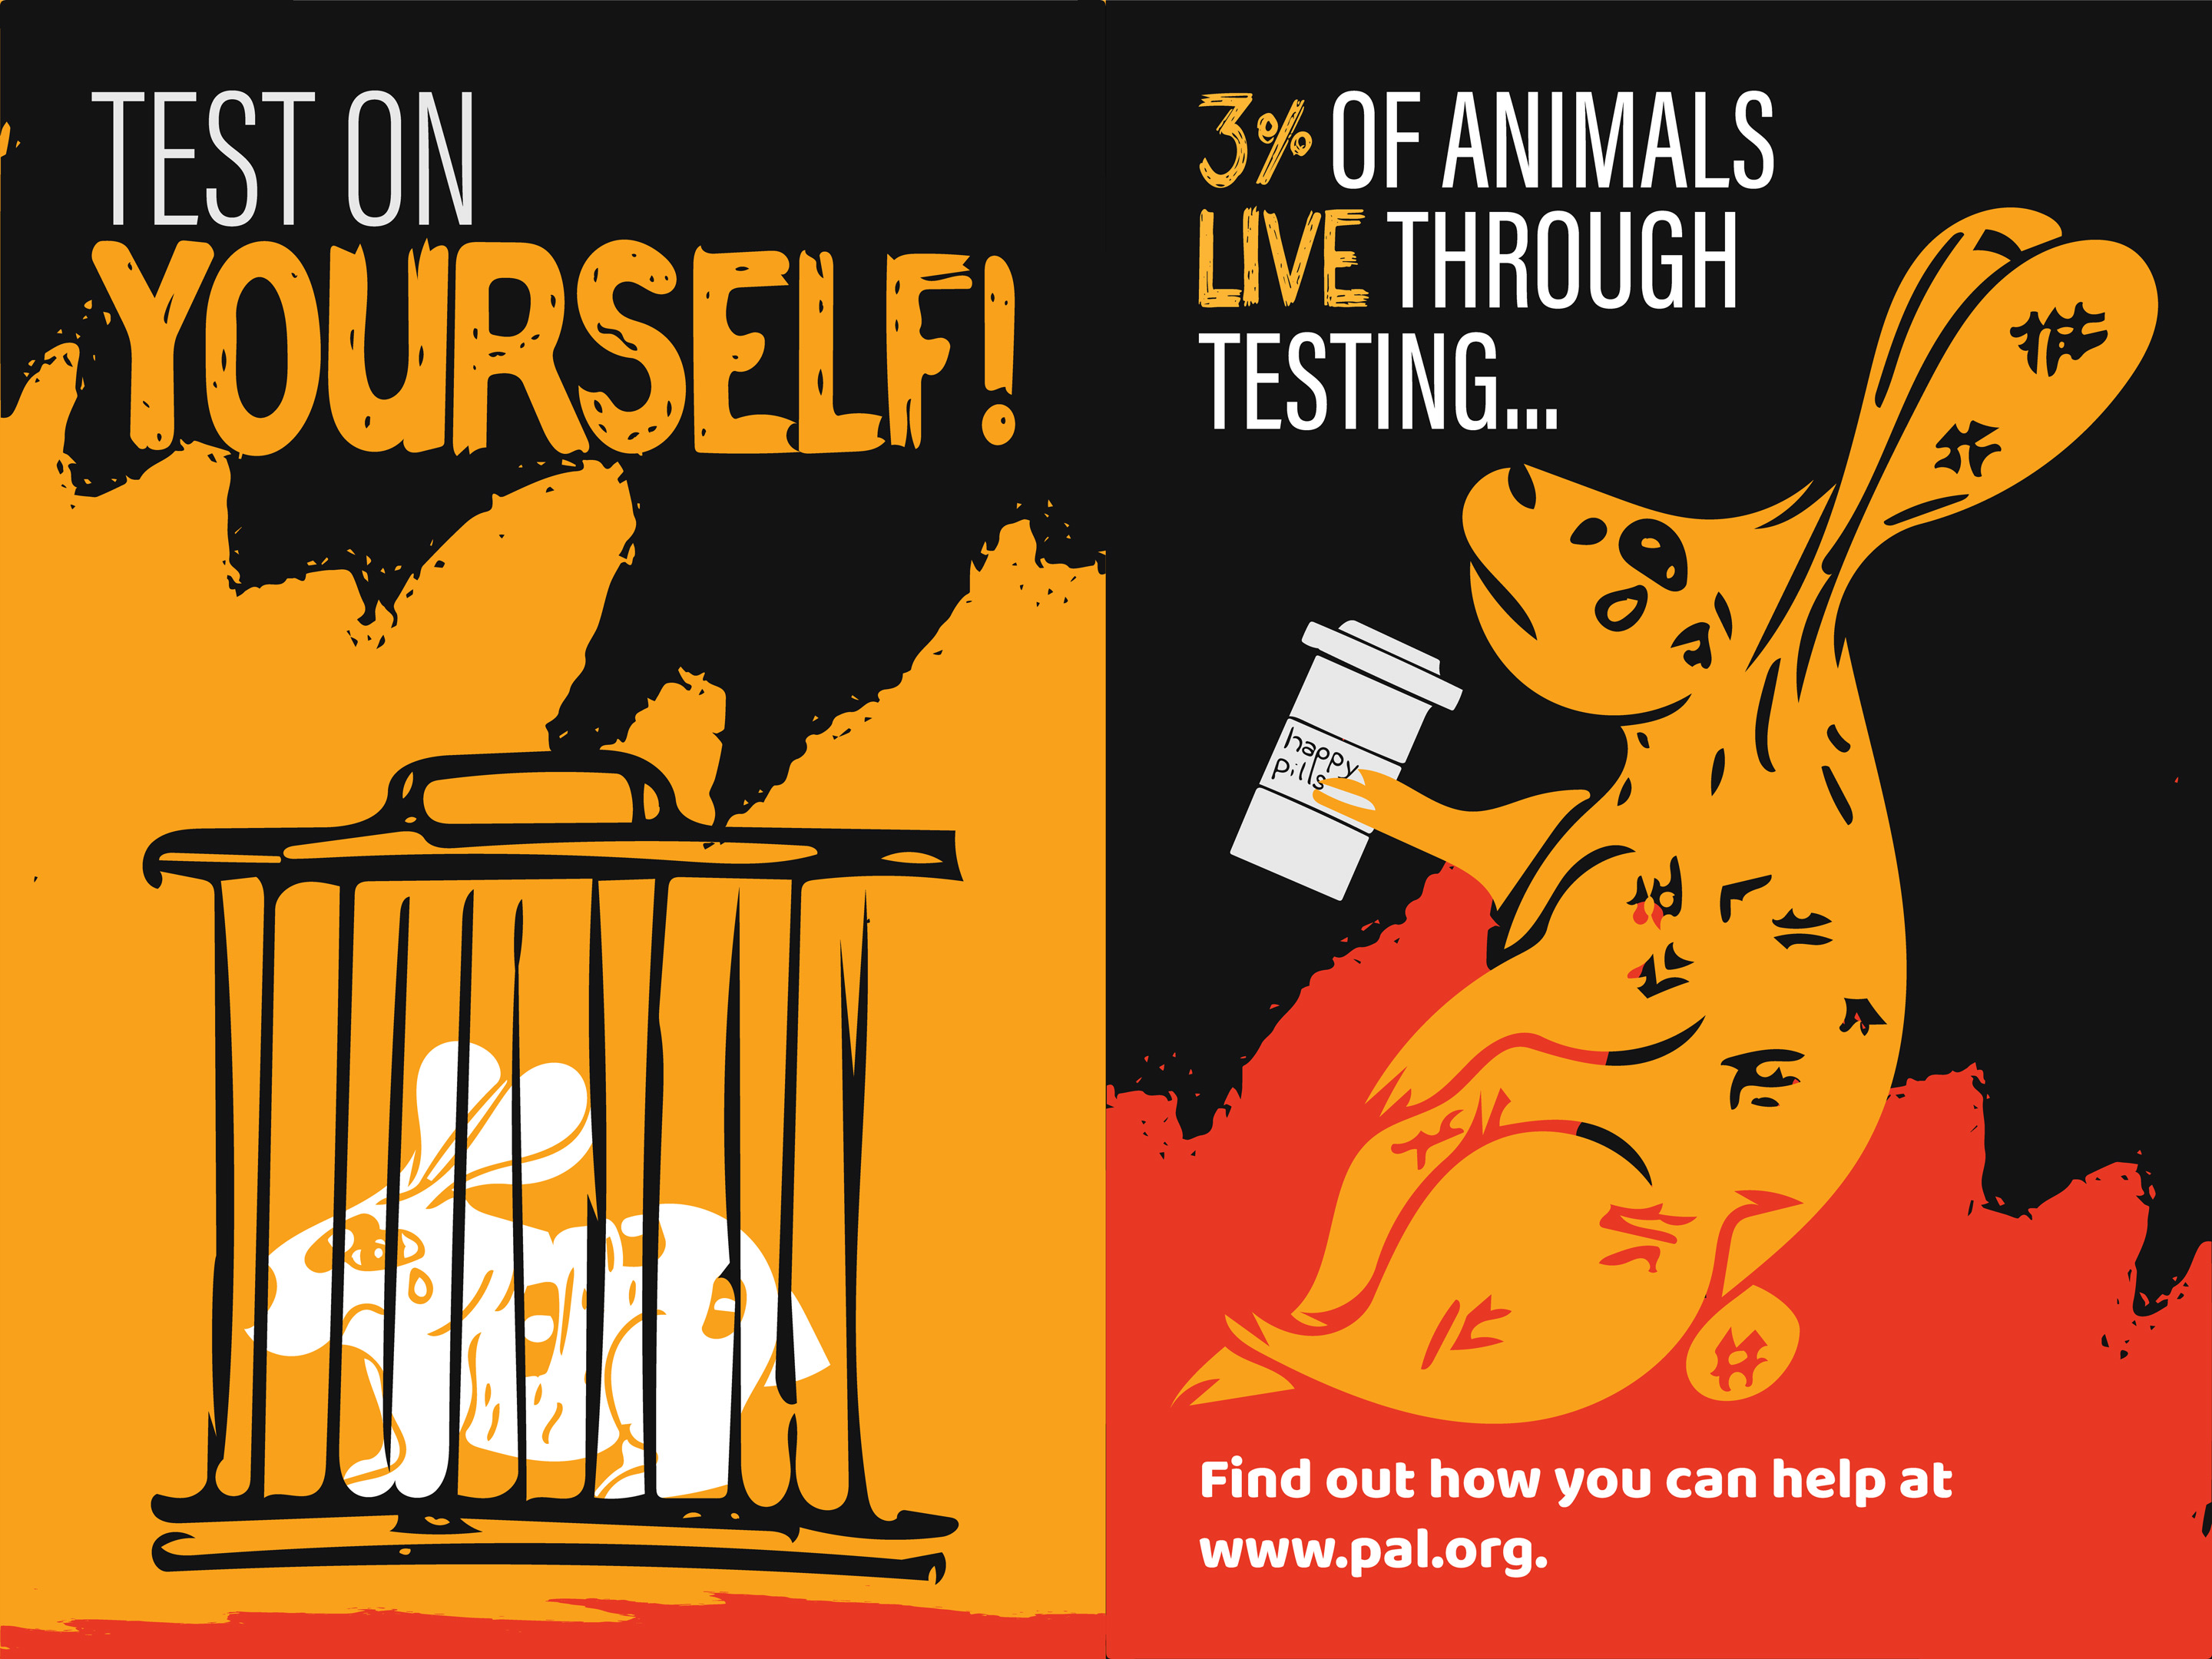 TEST ON
YOURSELF!
3% OF ANIMALS
LIVE THROUGH
TESTING...
happy
Pills
Find out how you can help at
www.pal.org.